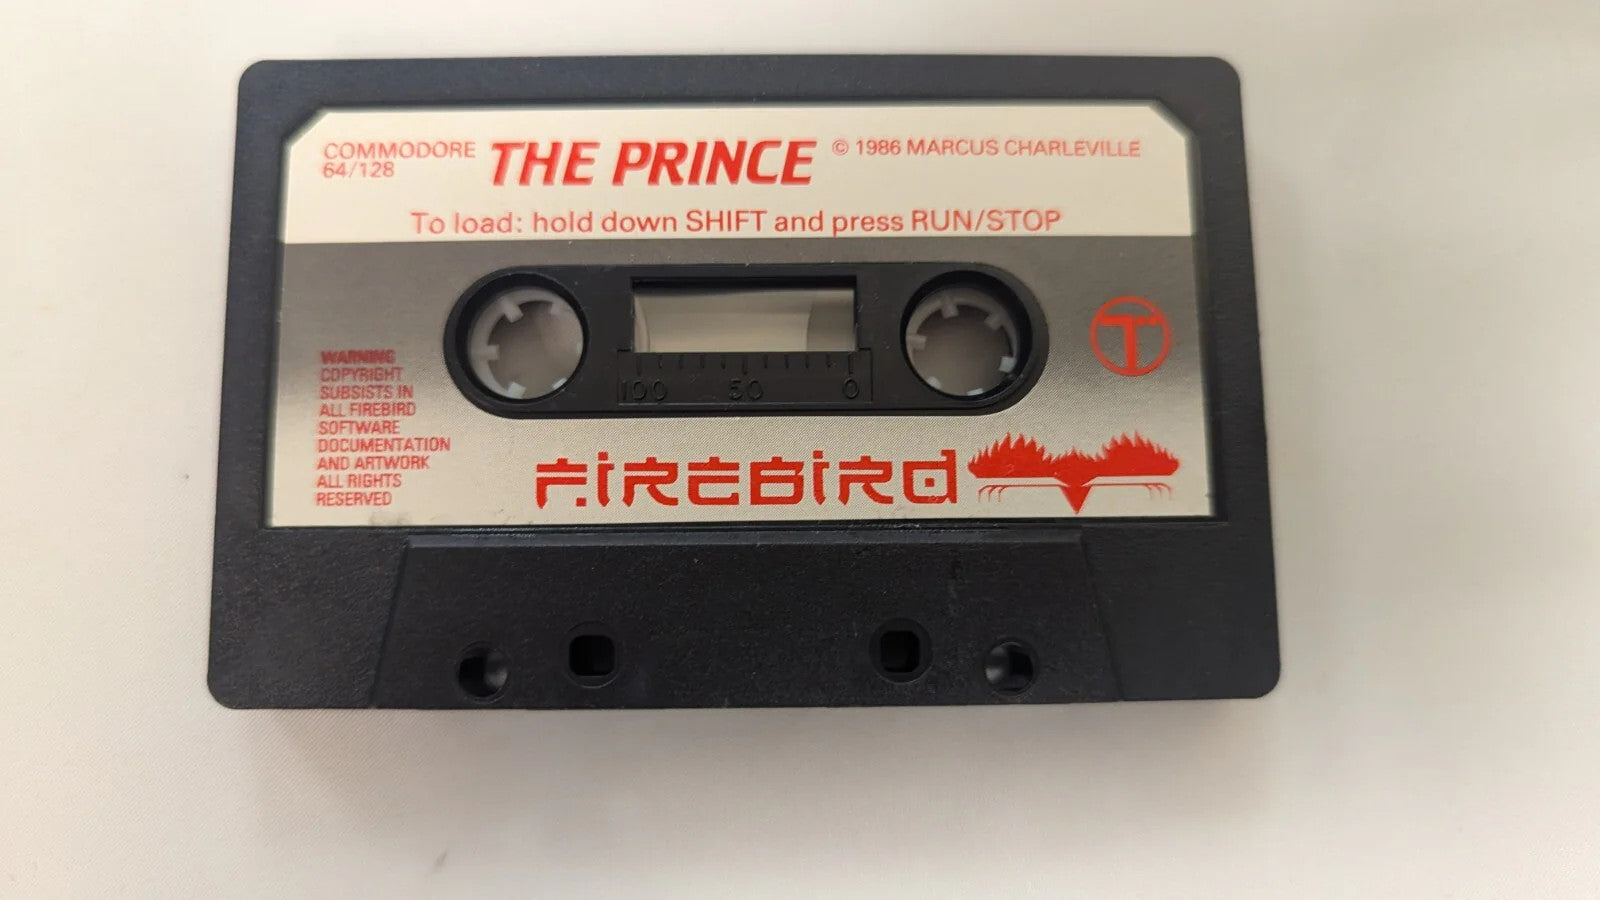 COMMODORE
64/128
THE PRINCE
© 1986 MARCUS CHARLEVILLE
To load: hold down SHIFT and press RUN/STOP
T
100 50 0
WARNING
COPYRIGHT
SUBSISTS IN
ALL FIREBIRD
SOFTWARE
DOCUMENTATION
AND ARTWORK
ALL RIGHTS
RESERVED
FIREBIRD